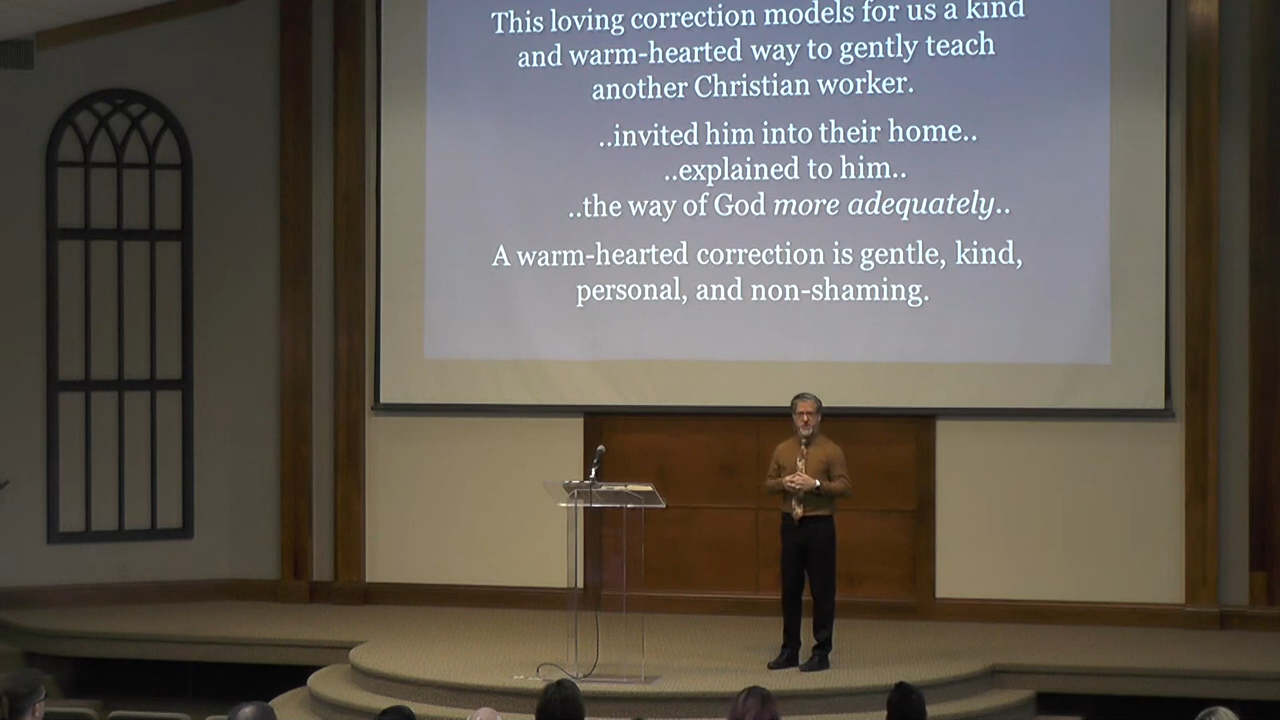 This loving correction models for us a kind
and warm-hearted way to gently teach
another Christian worker.
..invited him into their home..
..explained to him..
..the way of God more adequately..
A warm-hearted correction is gentle, kind,
personal, and non-shaming.